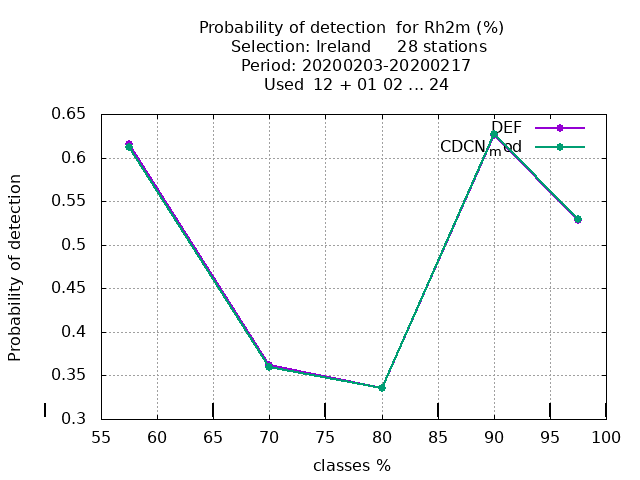 Probability of detection  for Rh2m (%)
Selection: Ireland     28 stations
Period: 20200203-20200217
Used  12 + 01 02 ... 24
Probability of detection
0.65
0.6
0.55
0.5
0.45
0.4
0.35
0.3
DEF
CDCN_mod
55 60 65 70 75 80 85 90 95 100
classes %